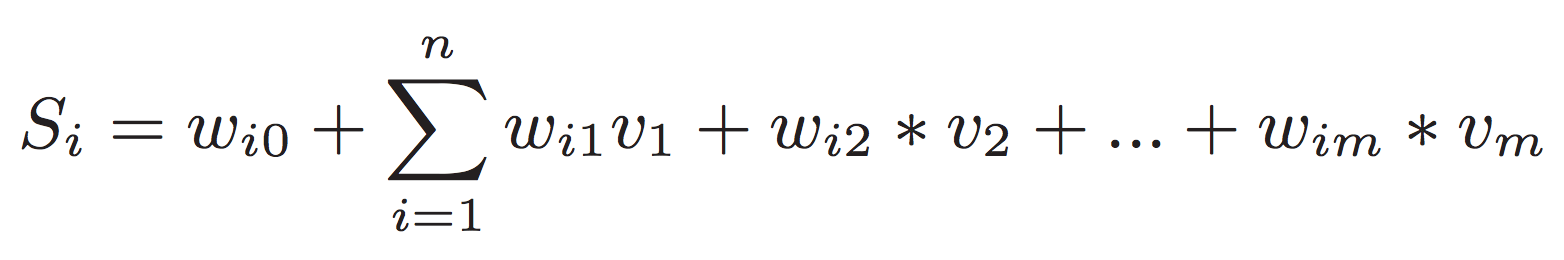 S_i = w_{i0} + \sum_{i=1}^{n} w_{i1}v_1 + w_{i2} * v_2 + ... + w_{im} * v_m